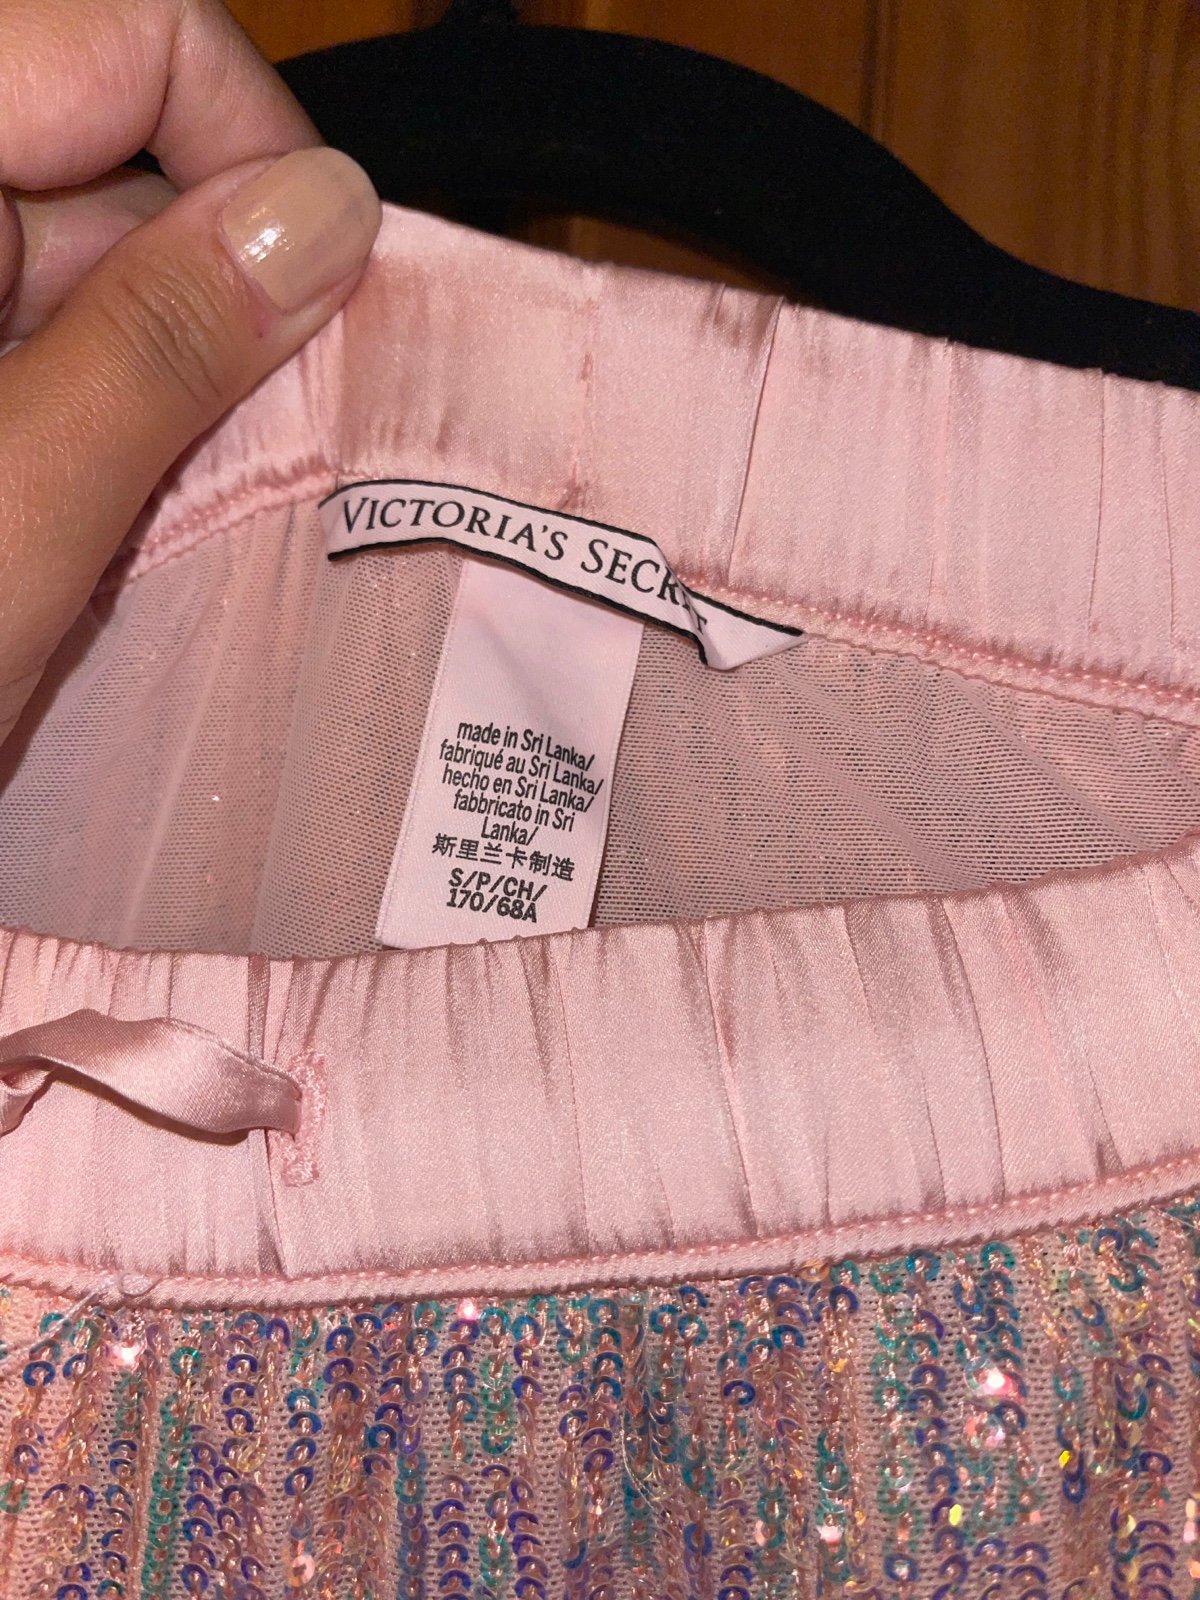 VICTORIA'S SECRET
made in Sri Lanka/
fabriqué au Sri Lanka/
hecho en Sri Lanka/
fabbricato in Sri
Lanka/
斯里兰卡制造
S/P/CH/
170/68A